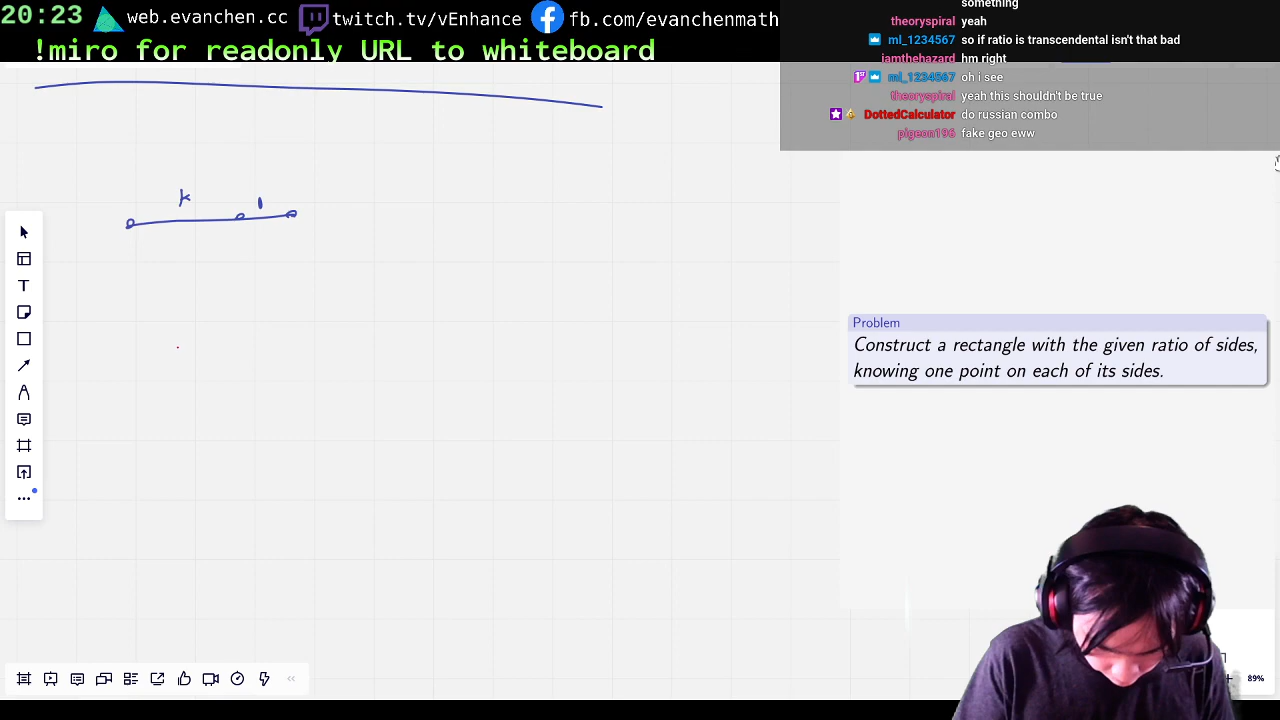 20:23 web.evanchen.cc twitch.tv/vEnhance fb.com/evanchenmath
!miro for readonly URL to whiteboard
something
theoryspiral yeah
ml_1234567 so if ratio is transcendental isn't that bad
iamthehazard hm right
1st ml_1234567 oh i see
theoryspiral yeah this shouldn't be true
DottedCalculator do russian combo
pigeon196 fake geo eww
k 1
Problem
Construct a rectangle with the given ratio of sides,
knowing one point on each of its sides.
T
89%